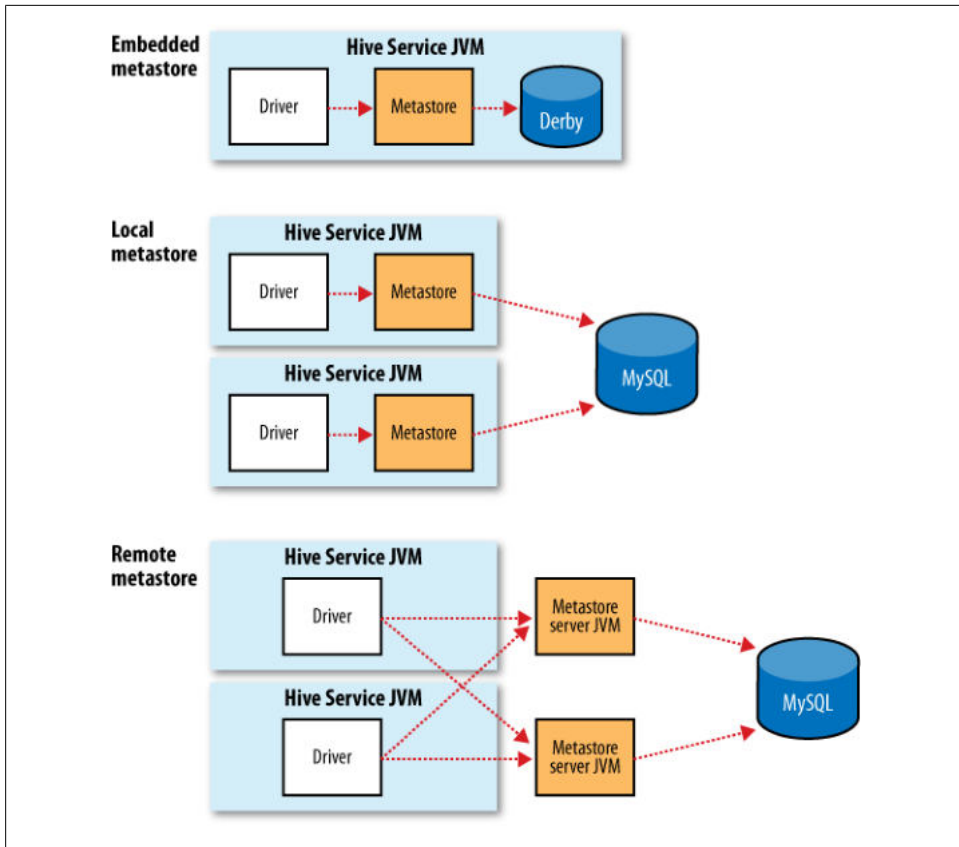 Embedded
metastore
Hive Service JVM
Driver
Metastore
Derby
Local
metastore
Hive Service JVM
Driver
Metastore
Hive Service JVM
Driver
Metastore
MySQL
Remote
metastore
Hive Service JVM
Driver
Metastore
server JVM
Hive Service JVM
Driver
Metastore
server JVM
MySQL